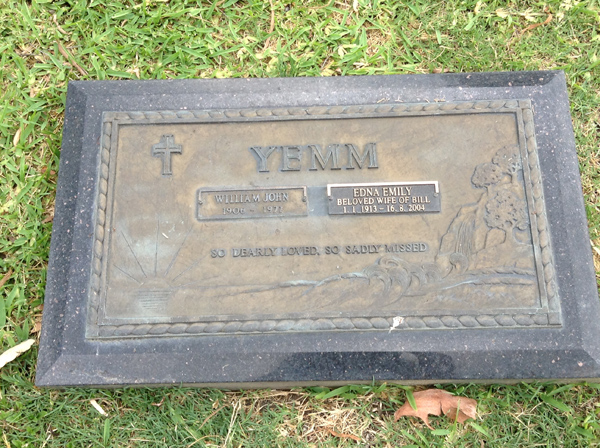 YEMM
WILLIAM JOHN
EDNA EMILY
BELOVED WIFE OF BILL
1.1.1913 - 16.8.2004
SO DEARLY LOVED, SO SADLY MISSED